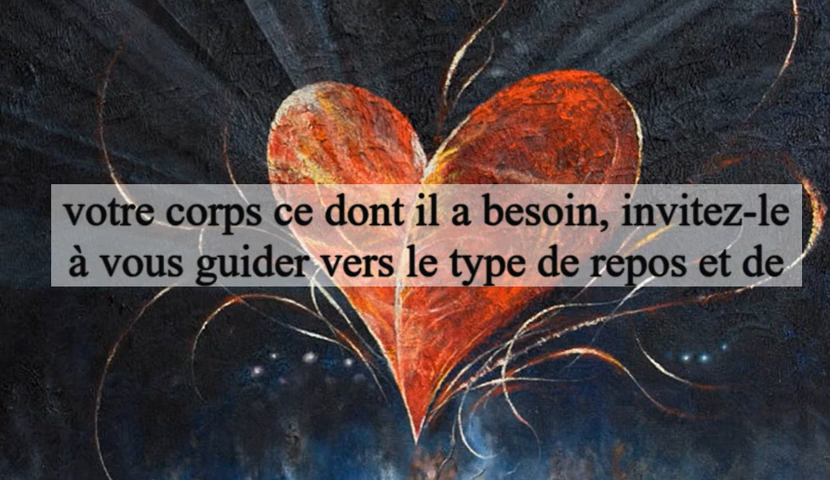 votre corps ce dont il a besoin, invitez-le
à vous guider vers le type de repos et de